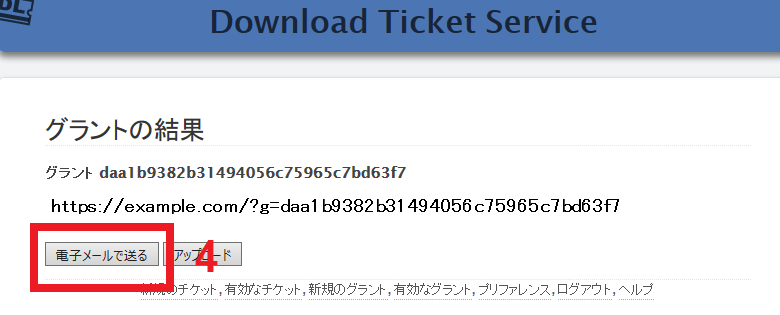 DL
Download Ticket Service
グラントの結果
グラント daa1b9382b31494056c75965c7bd63f7
https://example.com/?g=daa1b9382b31494056c75965c7bd63f7
電子メールで送る アップロード
4
新規のチケット, 有効なチケット, 新規のグラント, 有効なグラント, プリファレンス, ログアウト, ヘルプ